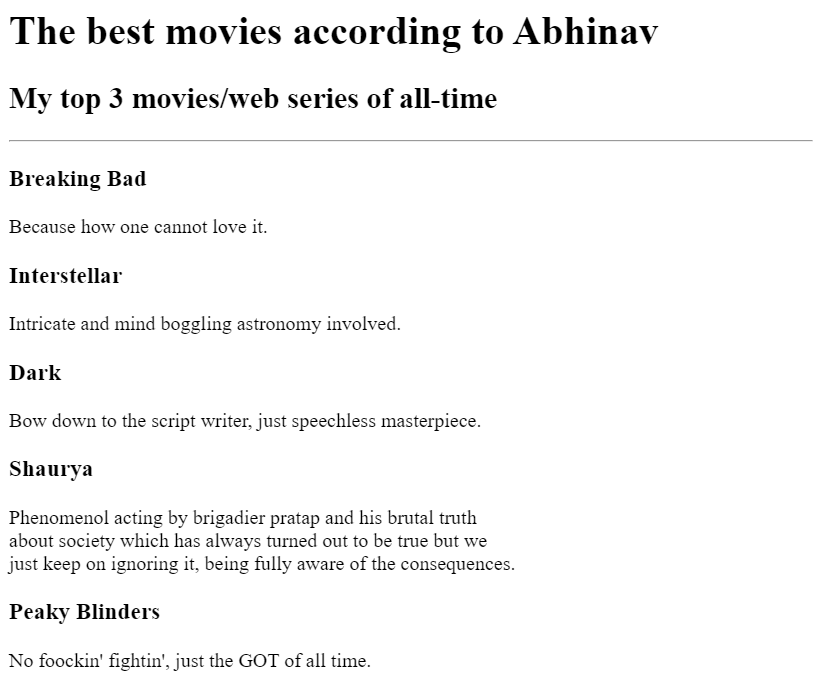 The best movies according to Abhinav
My top 3 movies/web series of all-time
Breaking Bad
Because how one cannot love it.
Interstellar
Intricate and mind boggling astronomy involved.
Dark
Bow down to the script writer, just speechless masterpiece.
Shaurya
Phenomenol acting by brigadier pratap and his brutal truth
about society which has always turned out to be true but we
just keep on ignoring it, being fully aware of the consequences.
Peaky Blinders
No foockin' fightin', just the GOT of all time.